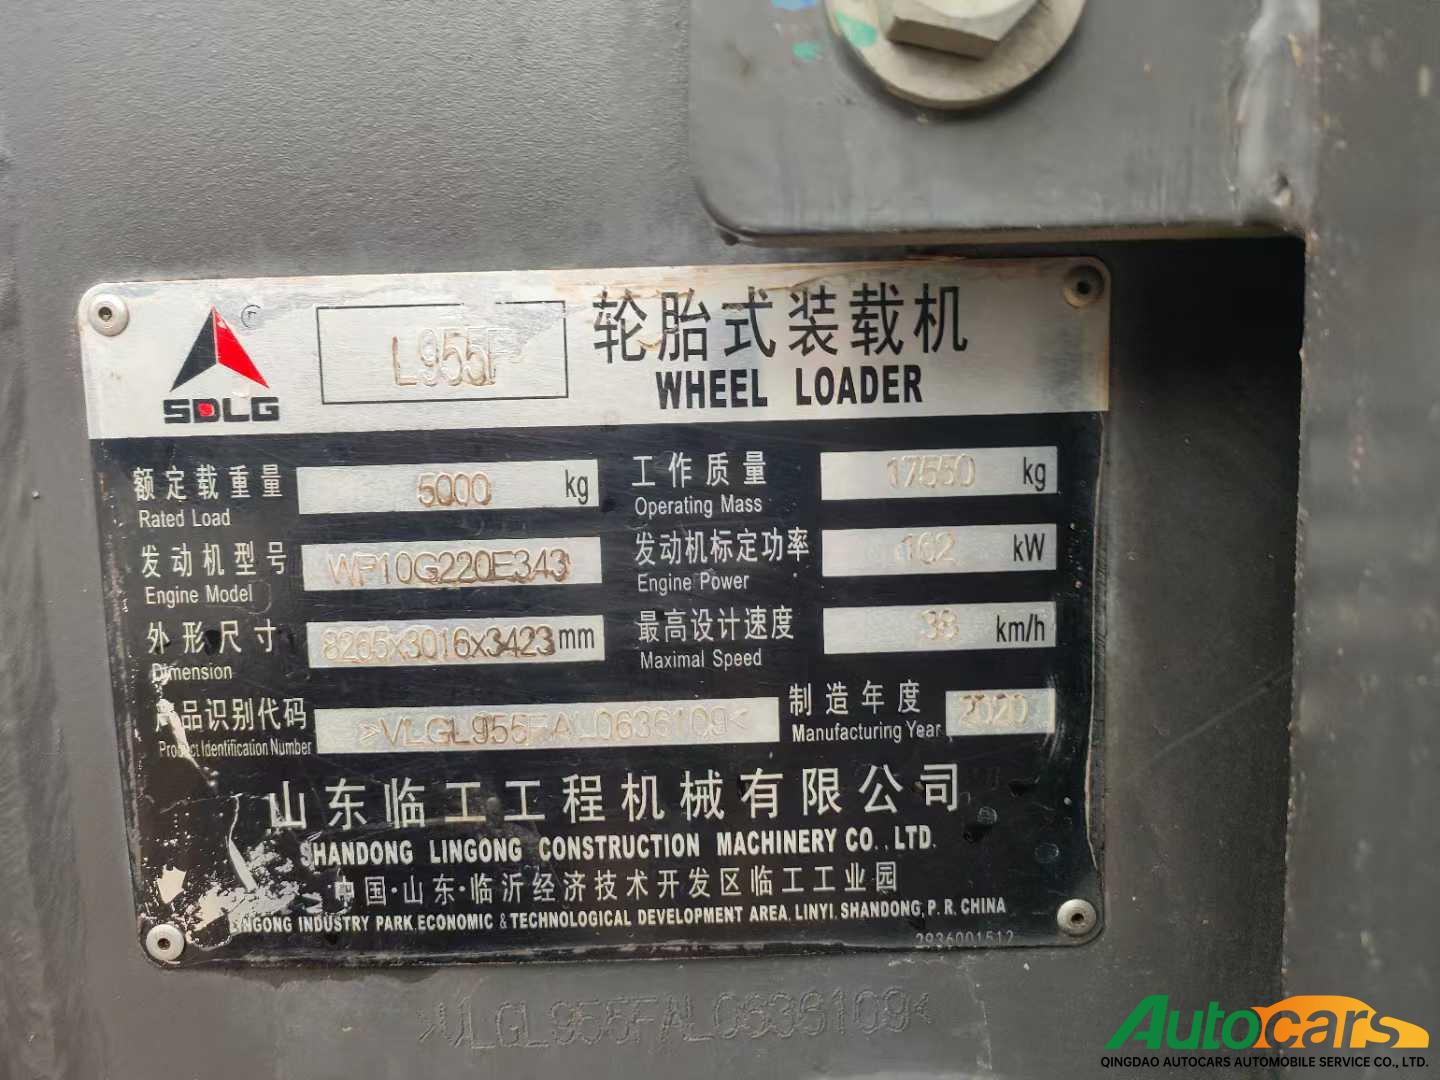 SDLG
L955F
轮胎式装载机
WHEEL LOADER
额定载重量 5000 kg
Rated Load
工作质量 17550 kg
Operating Mass
发动机型号 WP10G220E343
Engine Model
发动机标定功率 162 kW
Engine Power
外形尺寸 8265x3016x3423 mm
Dimension
最高设计速度 38 km/h
Maximal Speed
产品识别代码 >VLGL955FAL0636109<
Product Identification Number
制造年度 2020
Manufacturing Year
山东临工工程机械有限公司
SHANDONG LINGONG CONSTRUCTION MACHINERY CO.,LTD.
中国·山东·临沂经济技术开发区临工工业园
LINGONG INDUSTRY PARK ECONOMIC & TECHNOLOGICAL DEVELOPMENT AREA, LINYI, SHANDONG, P. R. CHINA
2936001512
>VLGL955FAL0636109<
Autocars
QINGDAO AUTOCARS AUTOMOBILE SERVICE CO., LTD.